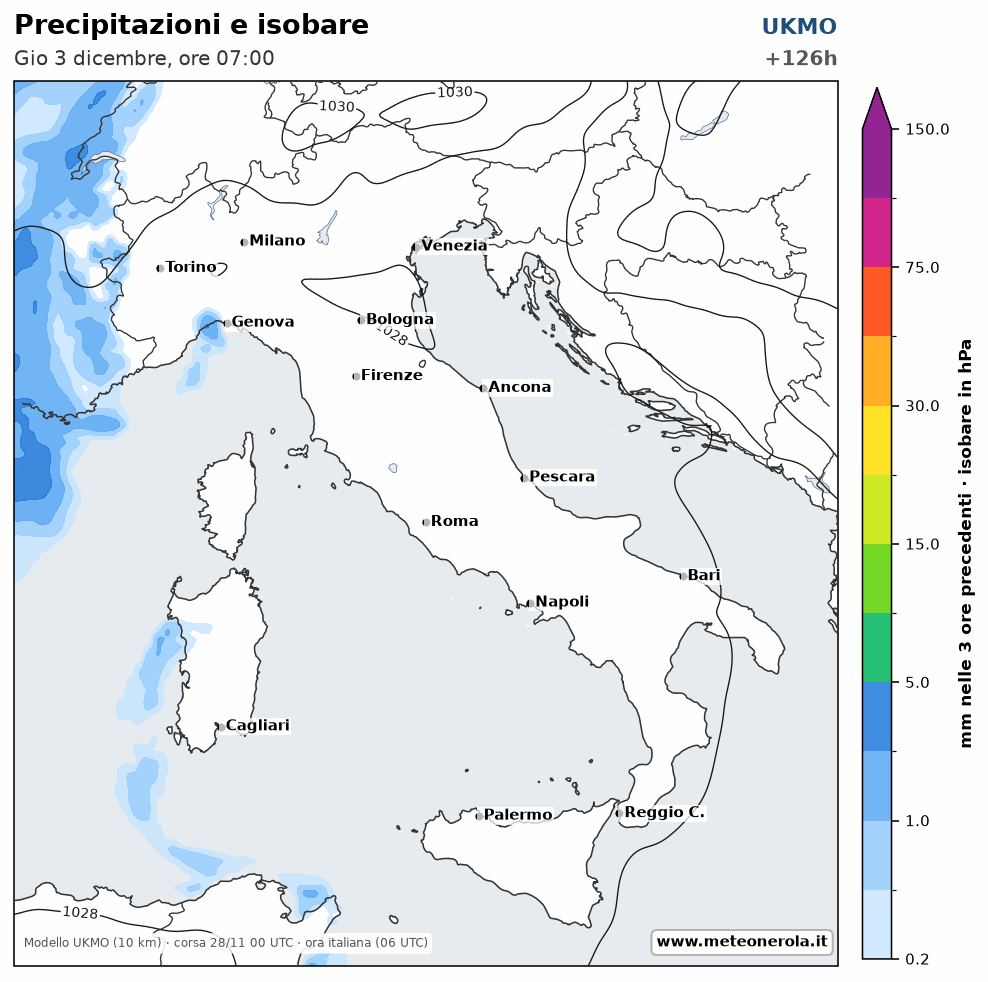 Precipitazioni e isobare
UKMO
Gio 3 dicembre, ore 07:00
+126h
1030
1030
150.0
Milano
Venezia
Torino
75.0
Genova
Bologna
1028
Firenze
Ancona
30.0
Pescara
Roma
15.0
Bari
Napoli
5.0
Cagliari
Palermo
Reggio C.
1.0
1028
Modello UKMO (10 km) · corsa 28/11 00 UTC · ora italiana (06 UTC)
www.meteonerola.it
0.2
mm nelle 3 ore precedenti · isobare in hPa